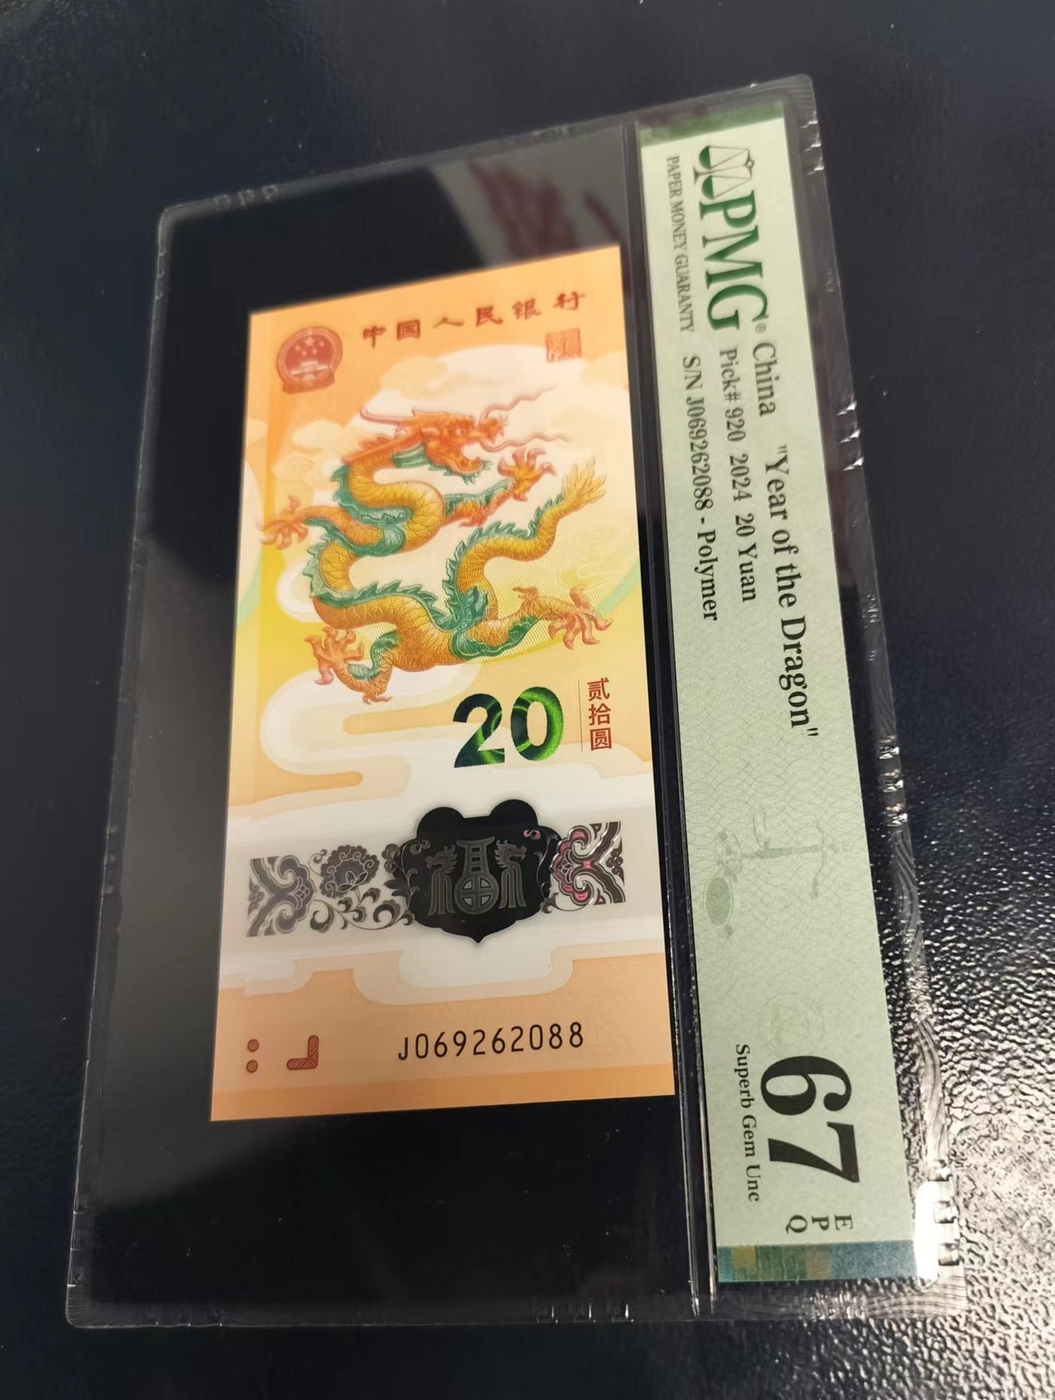 中国人民银行
20
贰拾圆
福
J069262088
PMG®
PAPER MONEY GUARANTY
China "Year of the Dragon"
Pick# 920 2024 20 Yuan
S/N J069262088 - Polymer
67
EPQ
Superb Gem Unc